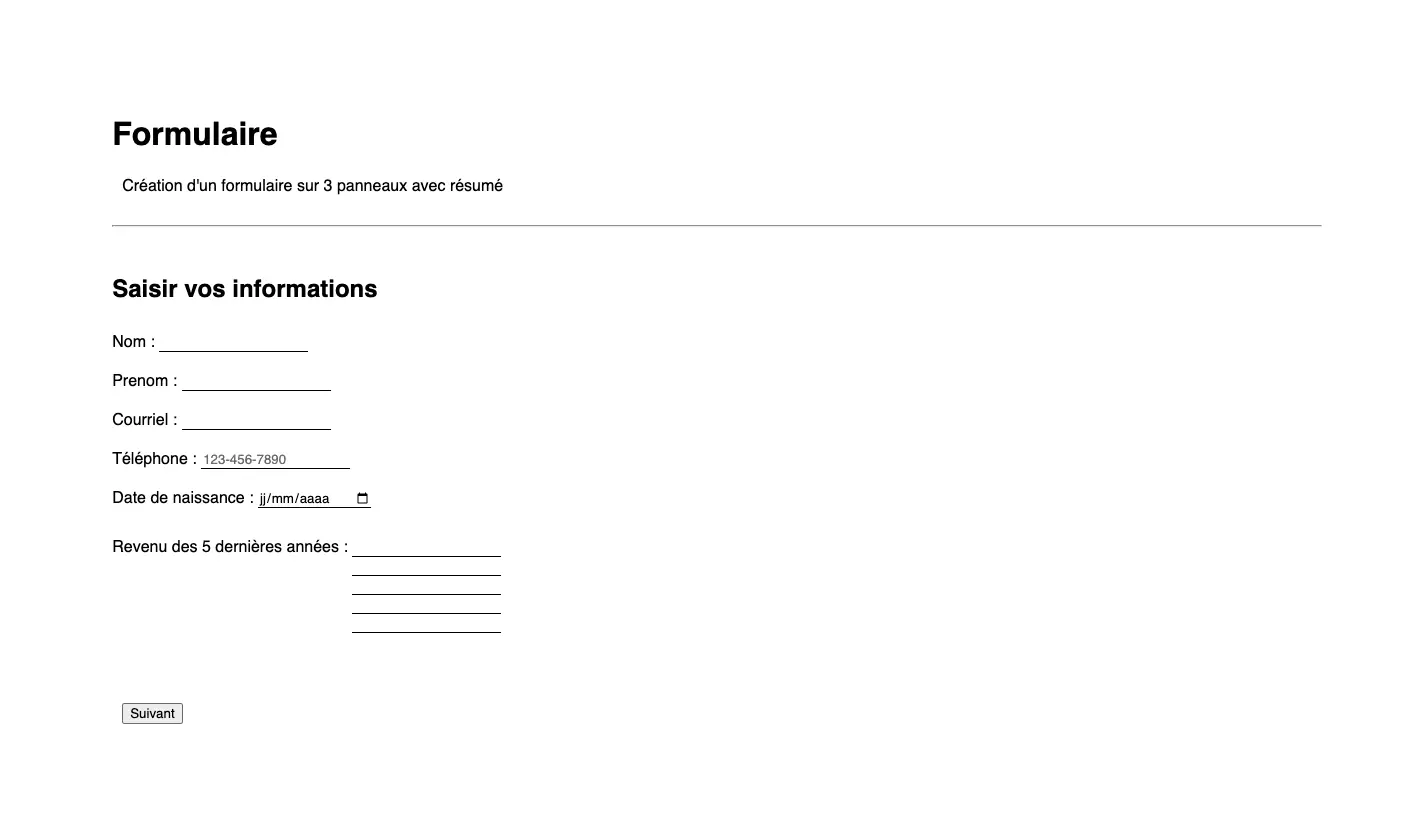 Formulaire
Création d'un formulaire sur 3 panneaux avec résumé
Saisir vos informations
Nom :
Prenom :
Courriel :
Téléphone : 123-456-7890
Date de naissance : jj/mm/aaaa
Revenu des 5 dernières années :
Suivant